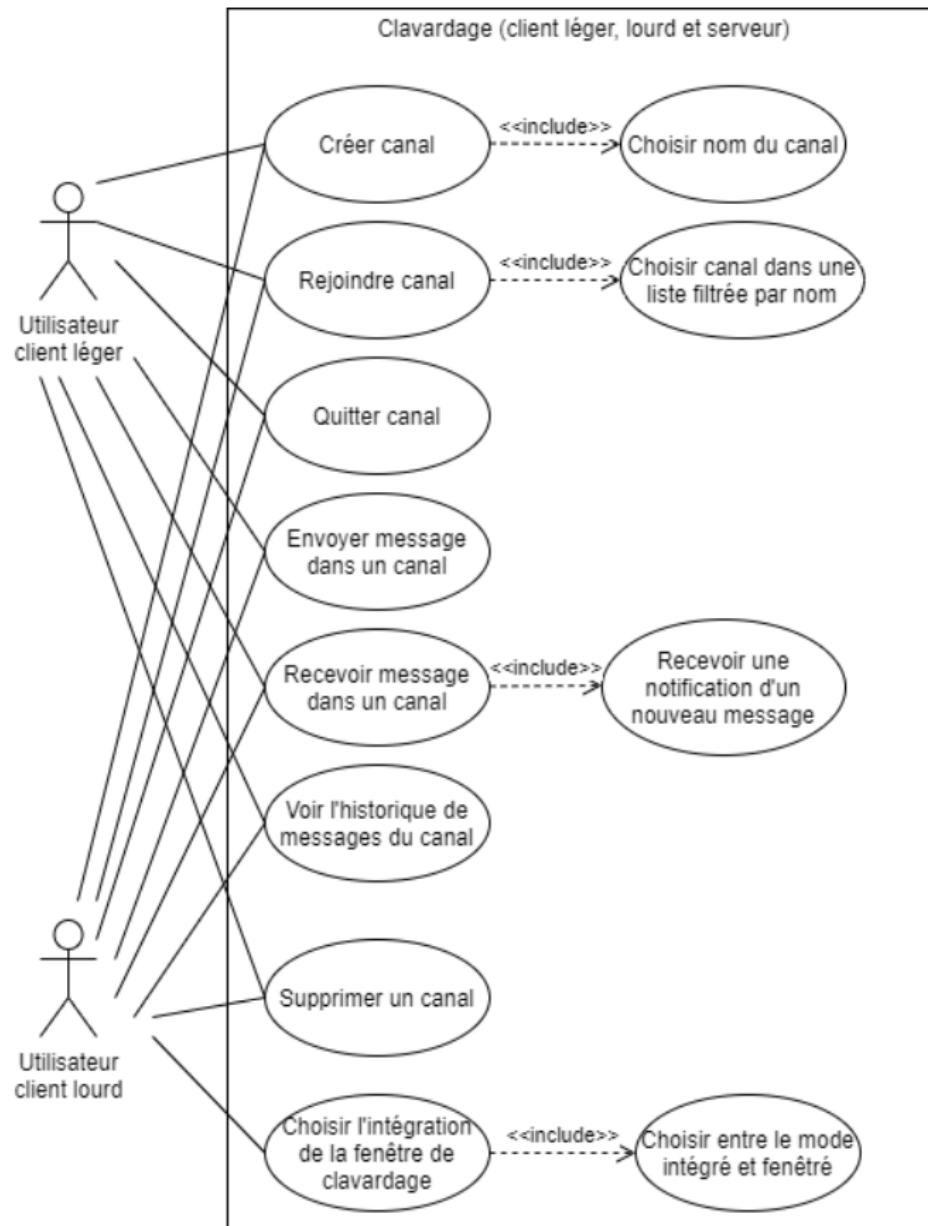 Clavardage (client léger, lourd et serveur)
Créer canal
<<include>>
Choisir nom du canal
Rejoindre canal
<<include>>
Choisir canal dans une
liste filtrée par nom
Utilisateur
client léger
Quitter canal
Envoyer message
dans un canal
Recevoir message
dans un canal
<<include>>
Recevoir une
notification d'un
nouveau message
Voir l'historique de
messages du canal
Supprimer un canal
Utilisateur
client lourd
Choisir l'intégration
de la fenêtre de
clavardage
<<include>>
Choisir entre le mode
intégré et fenêtré